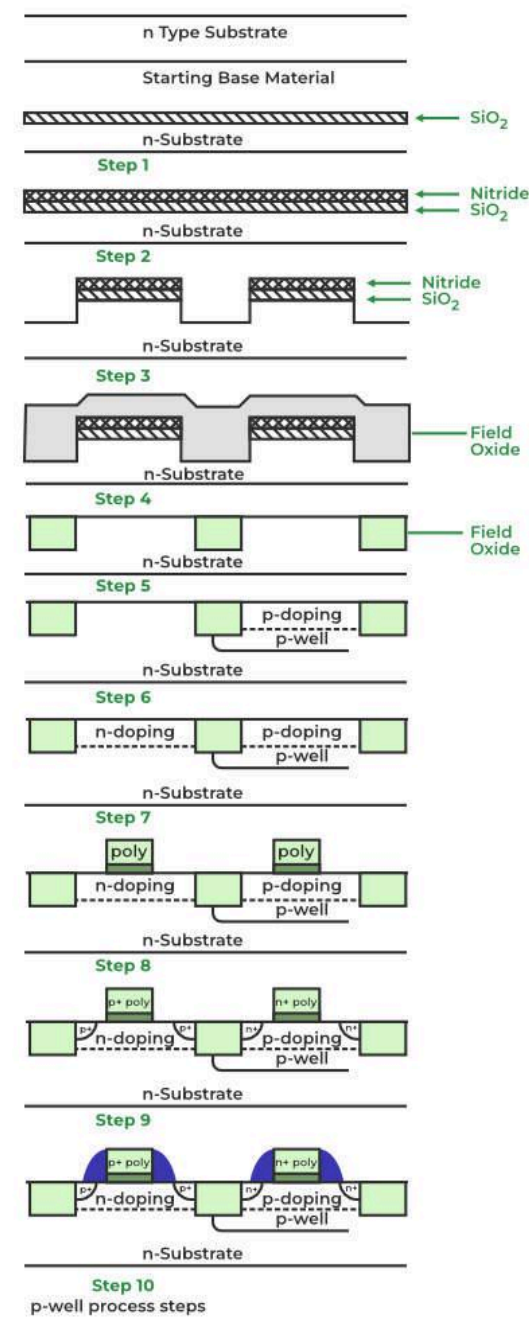 n Type Substrate
Starting Base Material
SiO₂
n-Substrate
Step 1
Nitride
SiO₂
n-Substrate
Step 2
Nitride
SiO₂
n-Substrate
Step 3
Field
Oxide
n-Substrate
Step 4
Field
Oxide
n-Substrate
Step 5
p-doping
p-well
n-Substrate
Step 6
n-doping p-doping
p-well
n-Substrate
Step 7
poly poly
n-doping p-doping
p-well
n-Substrate
Step 8
p+ poly n+ poly
p+ n-doping p+ n+ p-doping n+
p-well
n-Substrate
Step 9
p+ poly n+ poly
p+ n-doping p+ n+ p-doping n+
p-well
n-Substrate
Step 10
p-well process steps